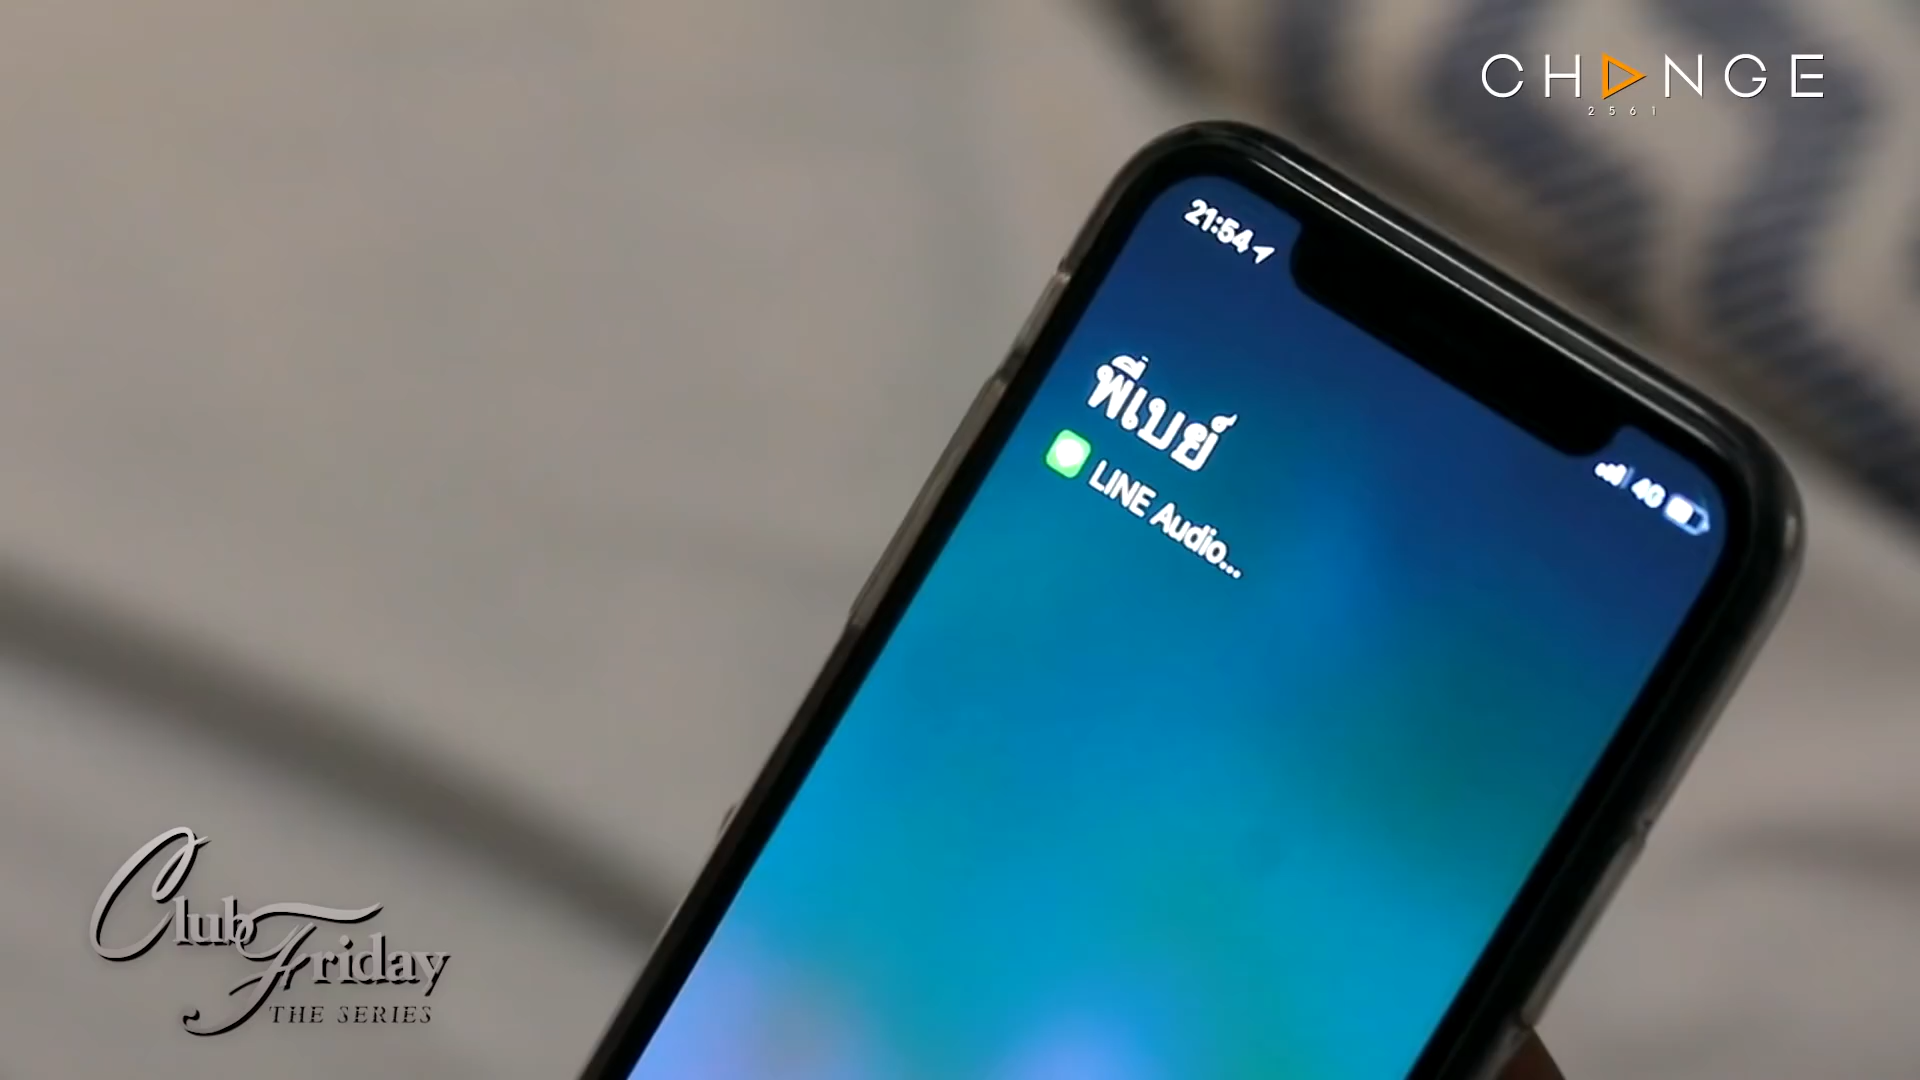 CHANGE
2561
21:54
4G
พี่เบย์
LINE Audio...
Club
Friday
THE SERIES